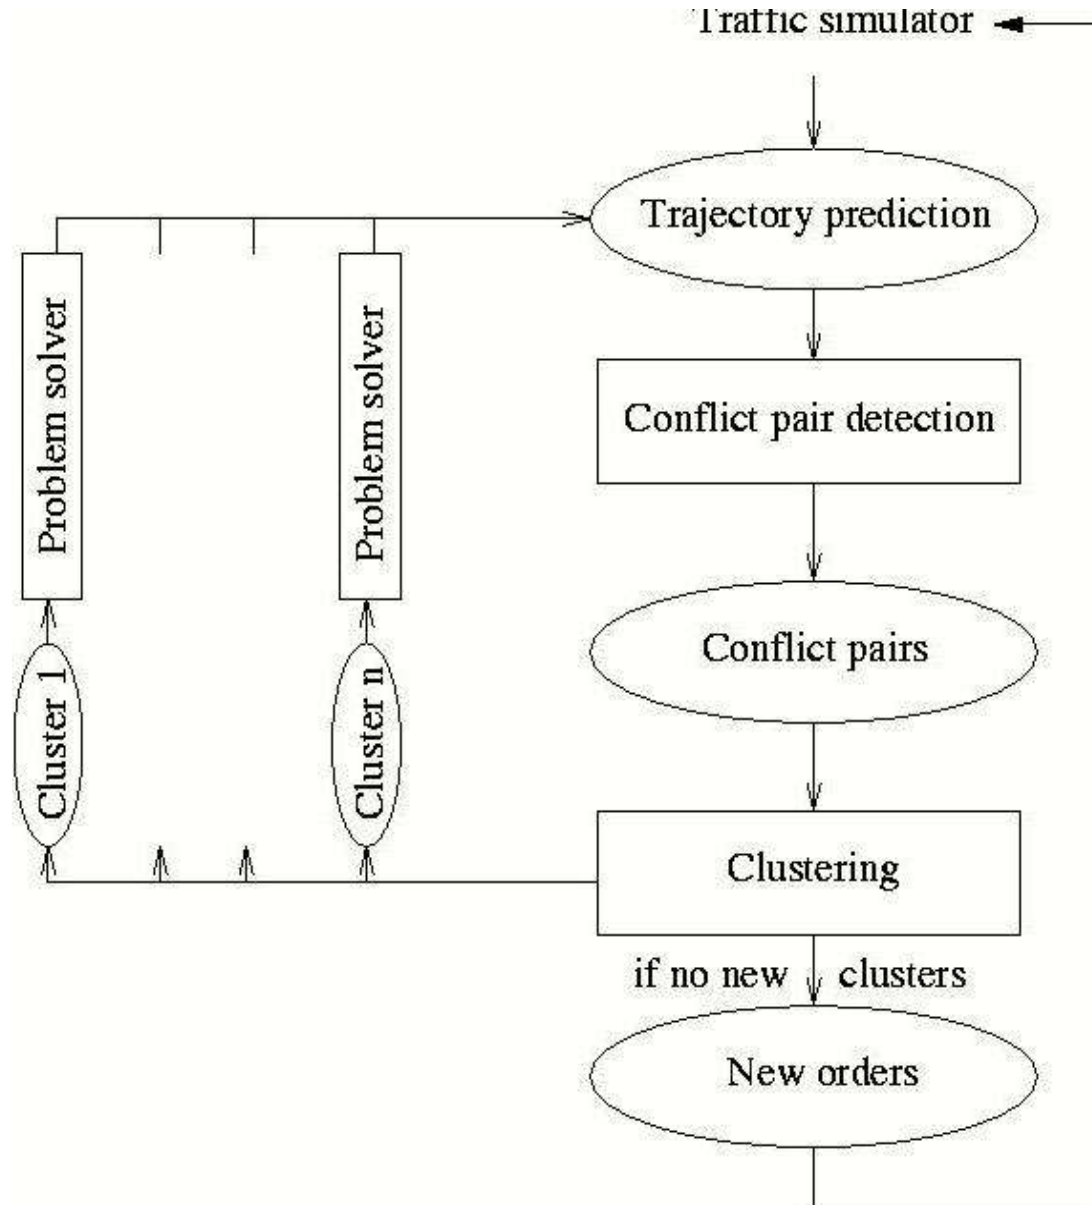 Traffic simulator
Trajectory prediction
Conflict pair detection
Conflict pairs
Clustering
if no new clusters
New orders
Problem solver
Problem solver
Cluster 1
Cluster n